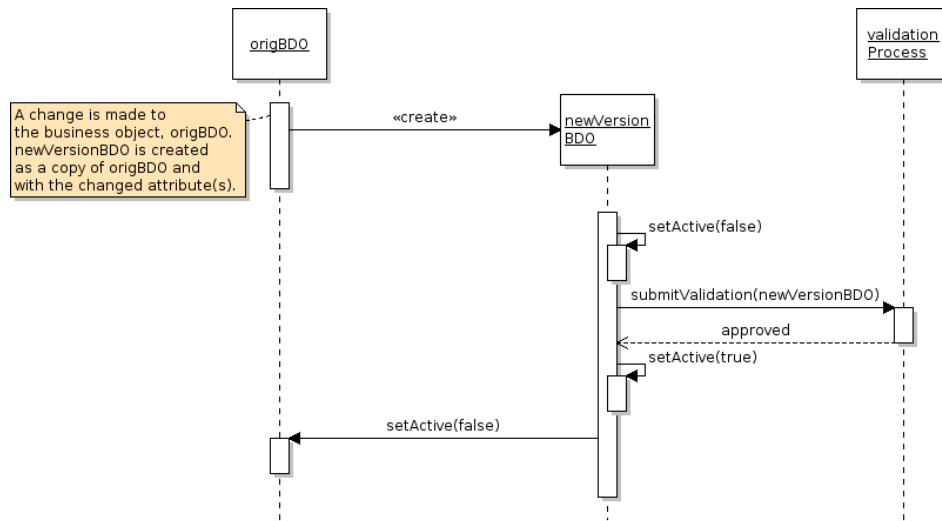 origBDO
validation
Process
A change is made to
the business object, origBDO.
newVersionBDO is created
as a copy of origBDO and
with the changed attribute(s).
«create»
newVersion
BDO
setActive(false)
submitValidation(newVersionBDO)
approved
setActive(true)
setActive(false)